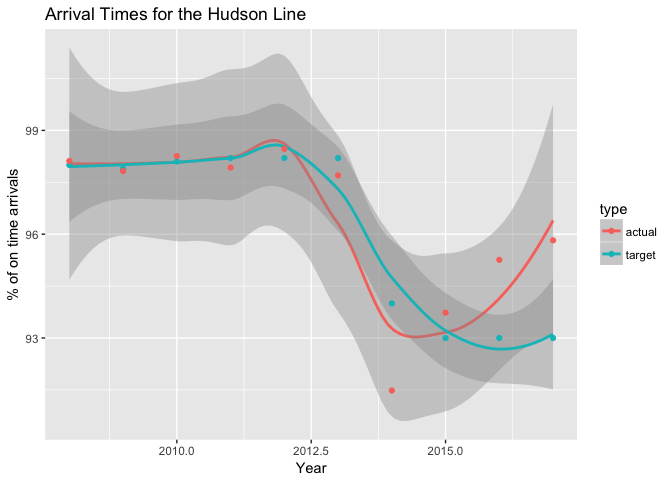 Arrival Times for the Hudson Line
% of on time arrivals
99
96
93
2010.0
2012.5
2015.0
Year
type
actual
target